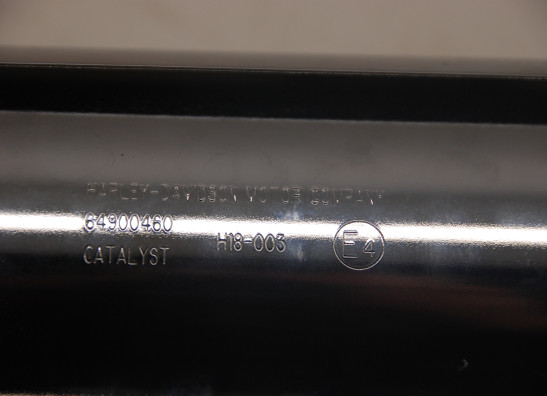 HARLEY-DAVIDSON MOTOR COMPANY
64900460 H18-003 E4
CATALYST